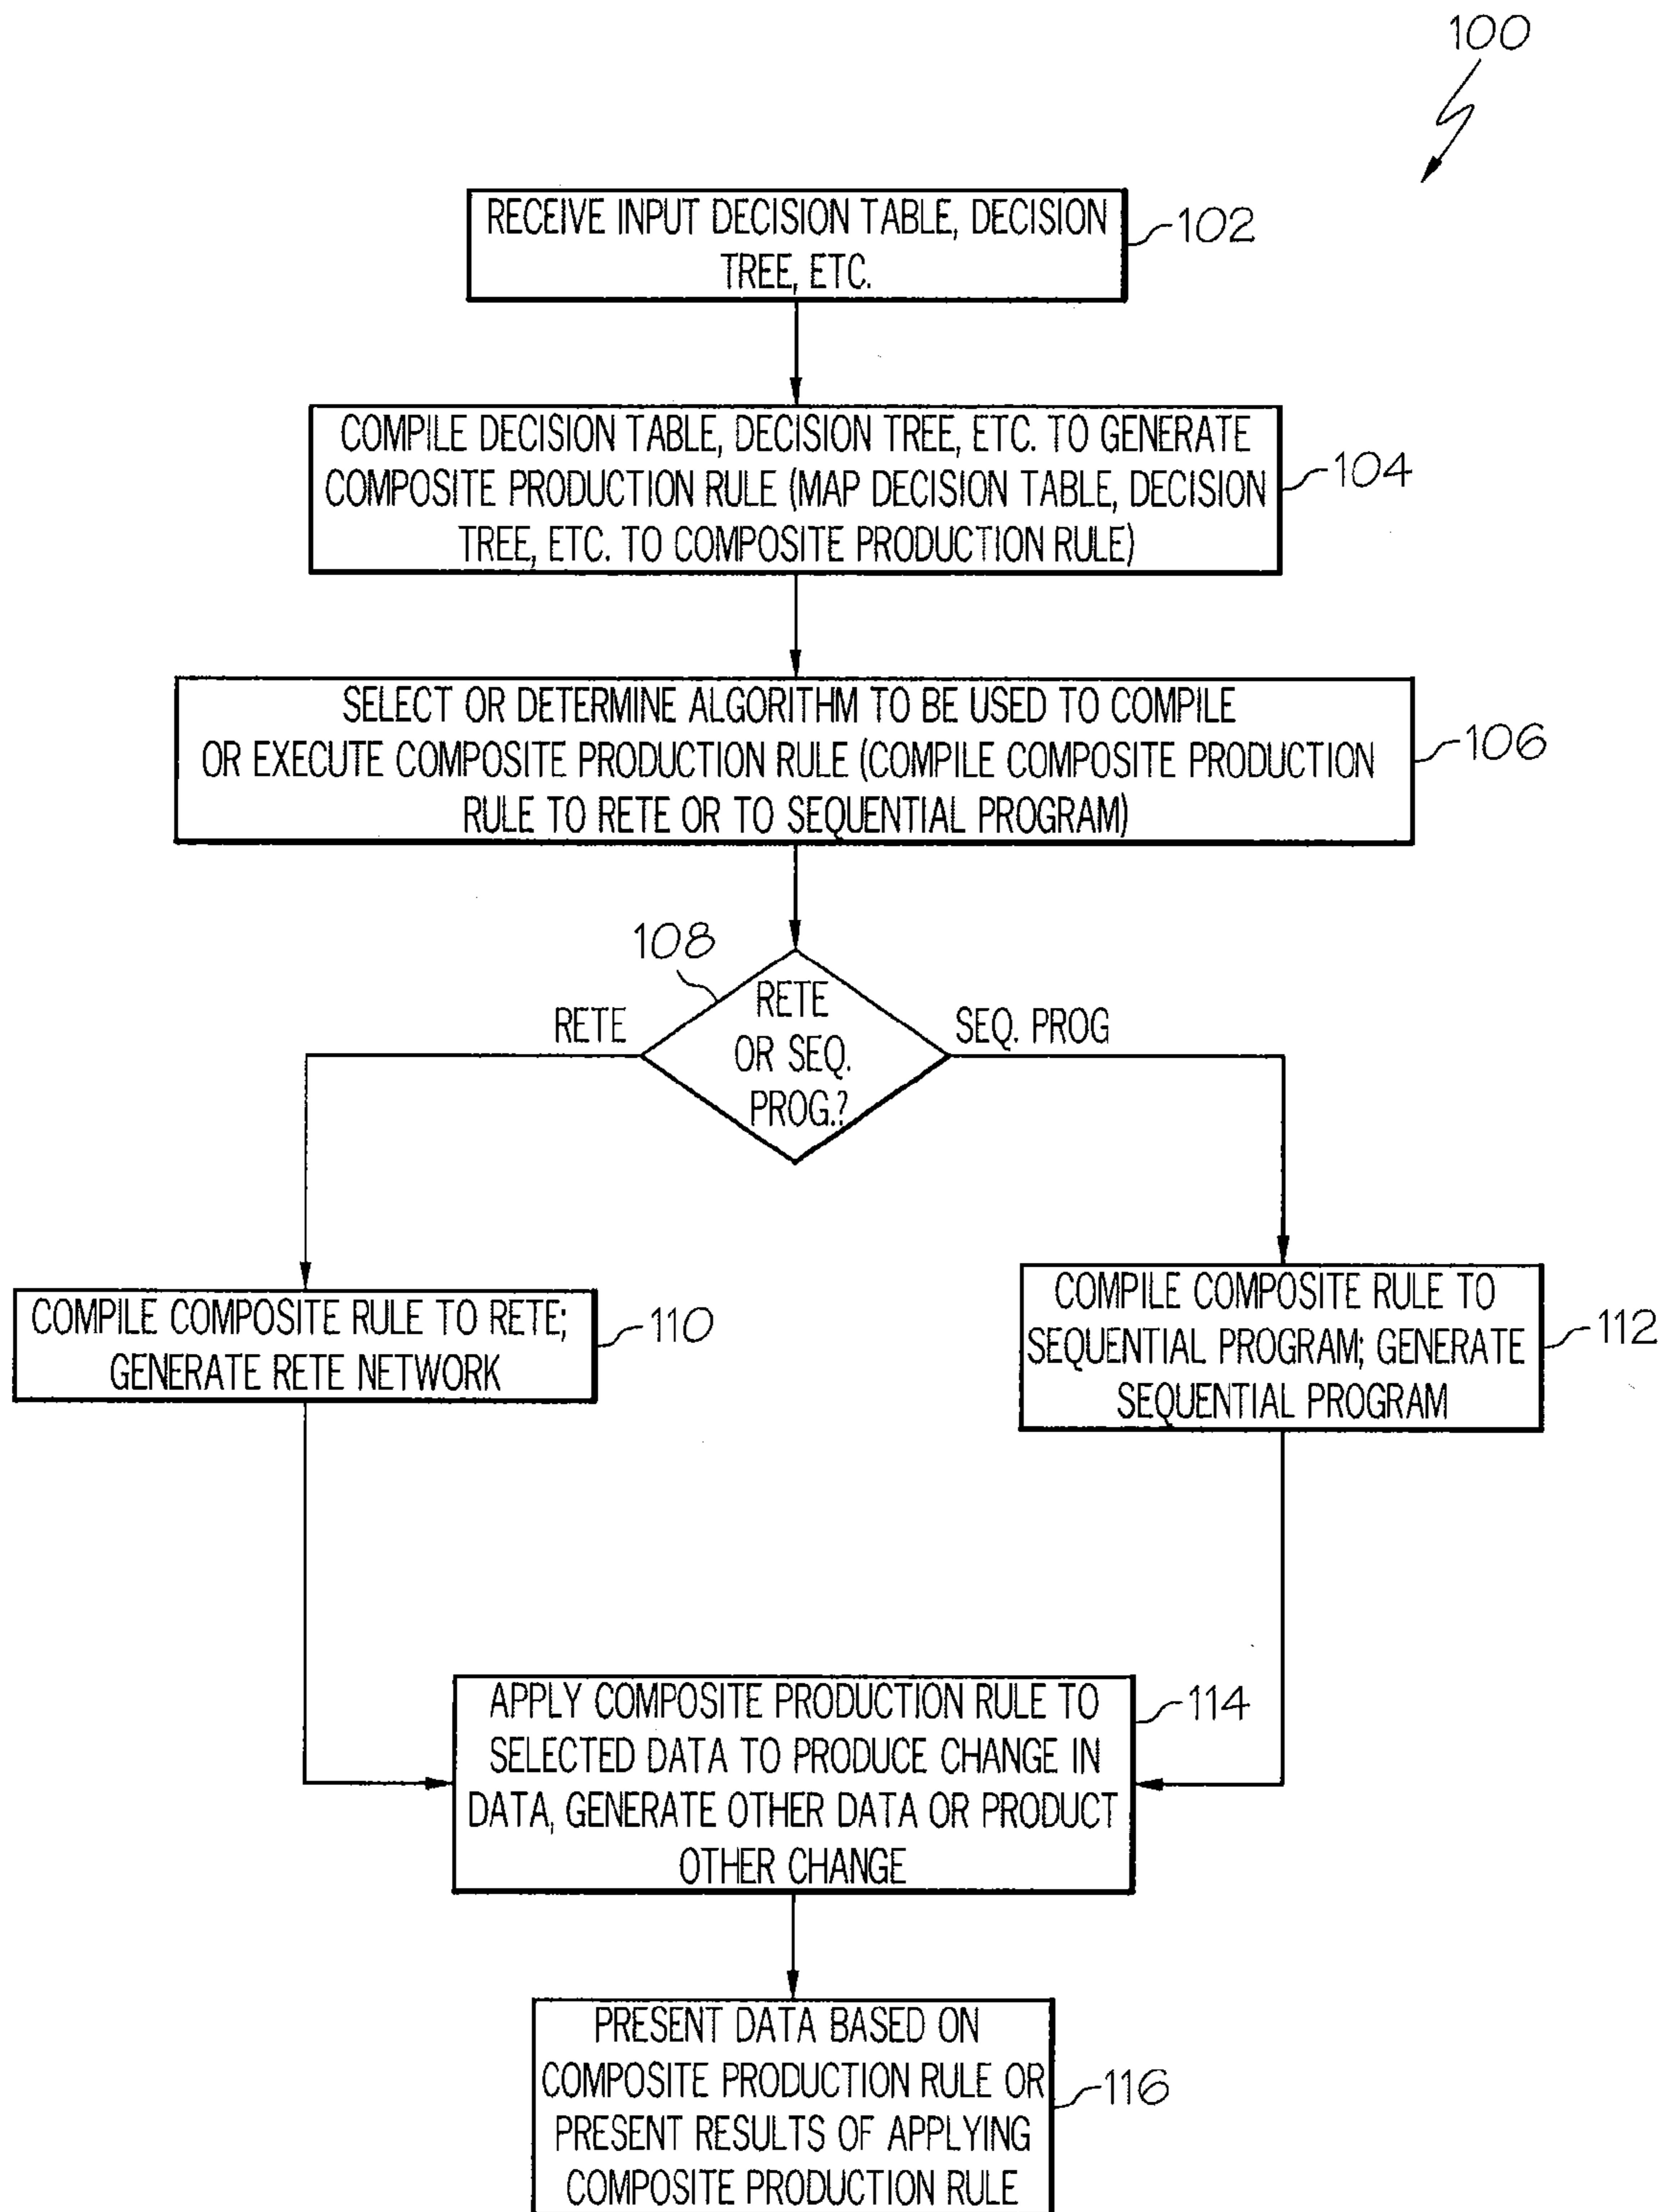 100
RECEIVE INPUT DECISION TABLE, DECISION
TREE, ETC.
102
COMPILE DECISION TABLE, DECISION TREE, ETC. TO GENERATE
COMPOSITE PRODUCTION RULE (MAP DECISION TABLE, DECISION
TREE, ETC. TO COMPOSITE PRODUCTION RULE)
104
SELECT OR DETERMINE ALGORITHM TO BE USED TO COMPILE
OR EXECUTE COMPOSITE PRODUCTION RULE (COMPILE COMPOSITE PRODUCTION
RULE TO RETE OR TO SEQUENTIAL PROGRAM)
106
108
RETE
OR SEQ.
PROG.?
RETE
SEQ. PROG
COMPILE COMPOSITE RULE TO RETE;
GENERATE RETE NETWORK
110
COMPILE COMPOSITE RULE TO
SEQUENTIAL PROGRAM; GENERATE
SEQUENTIAL PROGRAM
112
APPLY COMPOSITE PRODUCTION RULE TO
SELECTED DATA TO PRODUCE CHANGE IN
DATA, GENERATE OTHER DATA OR PRODUCT
OTHER CHANGE
114
PRESENT DATA BASED ON
COMPOSITE PRODUCTION RULE OR
PRESENT RESULTS OF APPLYING
COMPOSITE PRODUCTION RULE
116